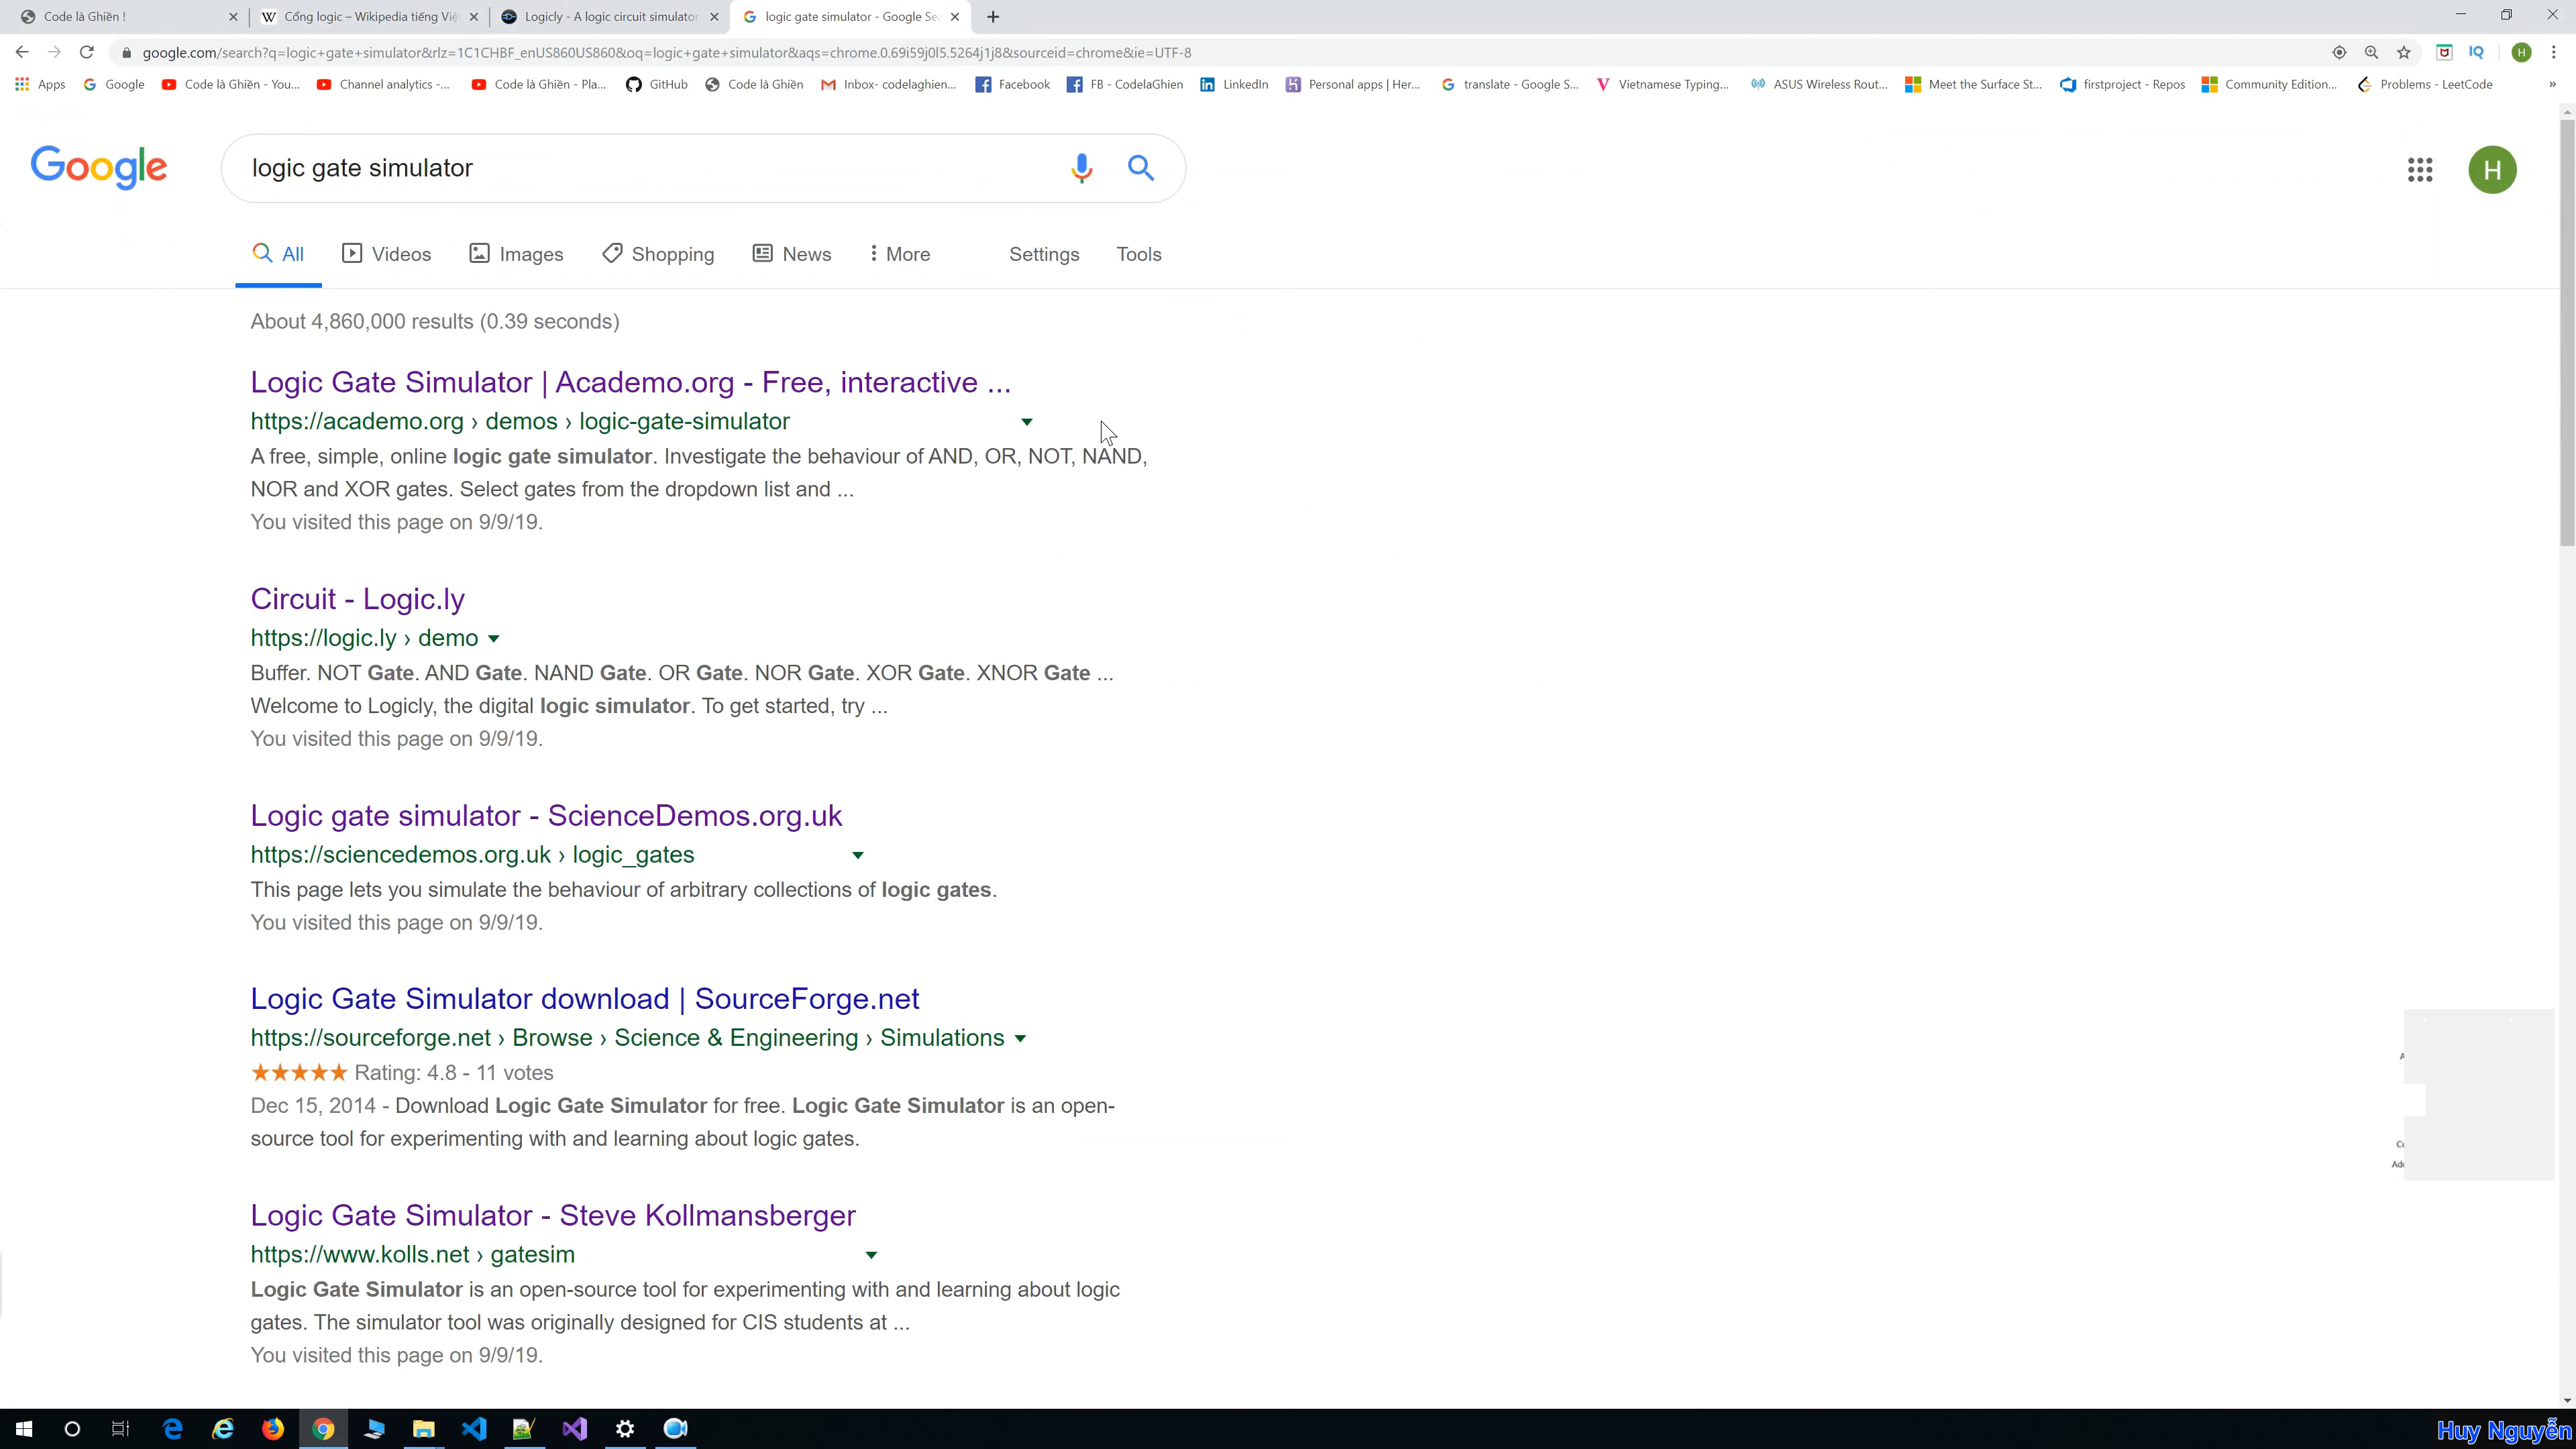 Code là Ghiền !
Cổng logic – Wikipedia tiếng Việ
Logicly - A logic circuit simulator
logic gate simulator - Google Se
google.com/search?q=logic+gate+simulator&rlz=1C1CHBF_enUS860US860&oq=logic+gate+simulator&aqs=chrome.0.69i59j0l5.5264j1j8&sourceid=chrome&ie=UTF-8
IQ
H
Apps
Google
Code là Ghiền - You...
Channel analytics -...
Code là Ghiền - Pla...
GitHub
Code là Ghiền
Inbox- codelaghien...
Facebook
FB - CodelaGhien
LinkedIn
Personal apps | Her...
translate - Google S...
Vietnamese Typing...
ASUS Wireless Rout...
Meet the Surface St...
firstproject - Repos
Community Edition...
Problems - LeetCode
»
Google
logic gate simulator
H
All
Videos
Images
Shopping
News
More
Settings
Tools
About 4,860,000 results (0.39 seconds)
Logic Gate Simulator | Academo.org - Free, interactive ...
https://academo.org › demos › logic-gate-simulator
A free, simple, online logic gate simulator. Investigate the behaviour of AND, OR, NOT, NAND,
NOR and XOR gates. Select gates from the dropdown list and ...
You visited this page on 9/9/19.
Circuit - Logic.ly
https://logic.ly › demo
Buffer. NOT Gate. AND Gate. NAND Gate. OR Gate. NOR Gate. XOR Gate. XNOR Gate ...
Welcome to Logicly, the digital logic simulator. To get started, try ...
You visited this page on 9/9/19.
Logic gate simulator - ScienceDemos.org.uk
https://sciencedemos.org.uk › logic_gates
This page lets you simulate the behaviour of arbitrary collections of logic gates.
You visited this page on 9/9/19.
Logic Gate Simulator download | SourceForge.net
https://sourceforge.net › Browse › Science & Engineering › Simulations
Rating: 4.8 - 11 votes
Dec 15, 2014 - Download Logic Gate Simulator for free. Logic Gate Simulator is an open-
source tool for experimenting with and learning about logic gates.
Logic Gate Simulator - Steve Kollmansberger
https://www.kolls.net › gatesim
Logic Gate Simulator is an open-source tool for experimenting with and learning about logic
gates. The simulator tool was originally designed for CIS students at ...
You visited this page on 9/9/19.
Huy Nguyễn